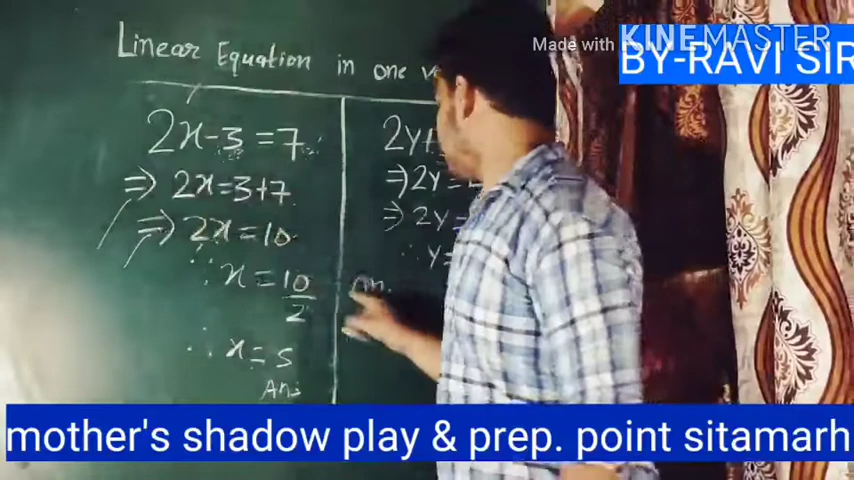 Linear Equation in one
2x-3=7
⇒ 2x=3+7
⇒ 2x=10
∴ x=10/2
∴ x=5
Ans
2y+
⇒ 2y=
⇒ 2y=
∴ y=
Made with KINEMASTER
BY-RAVI SIR
mother's shadow play & prep. point sitamarh